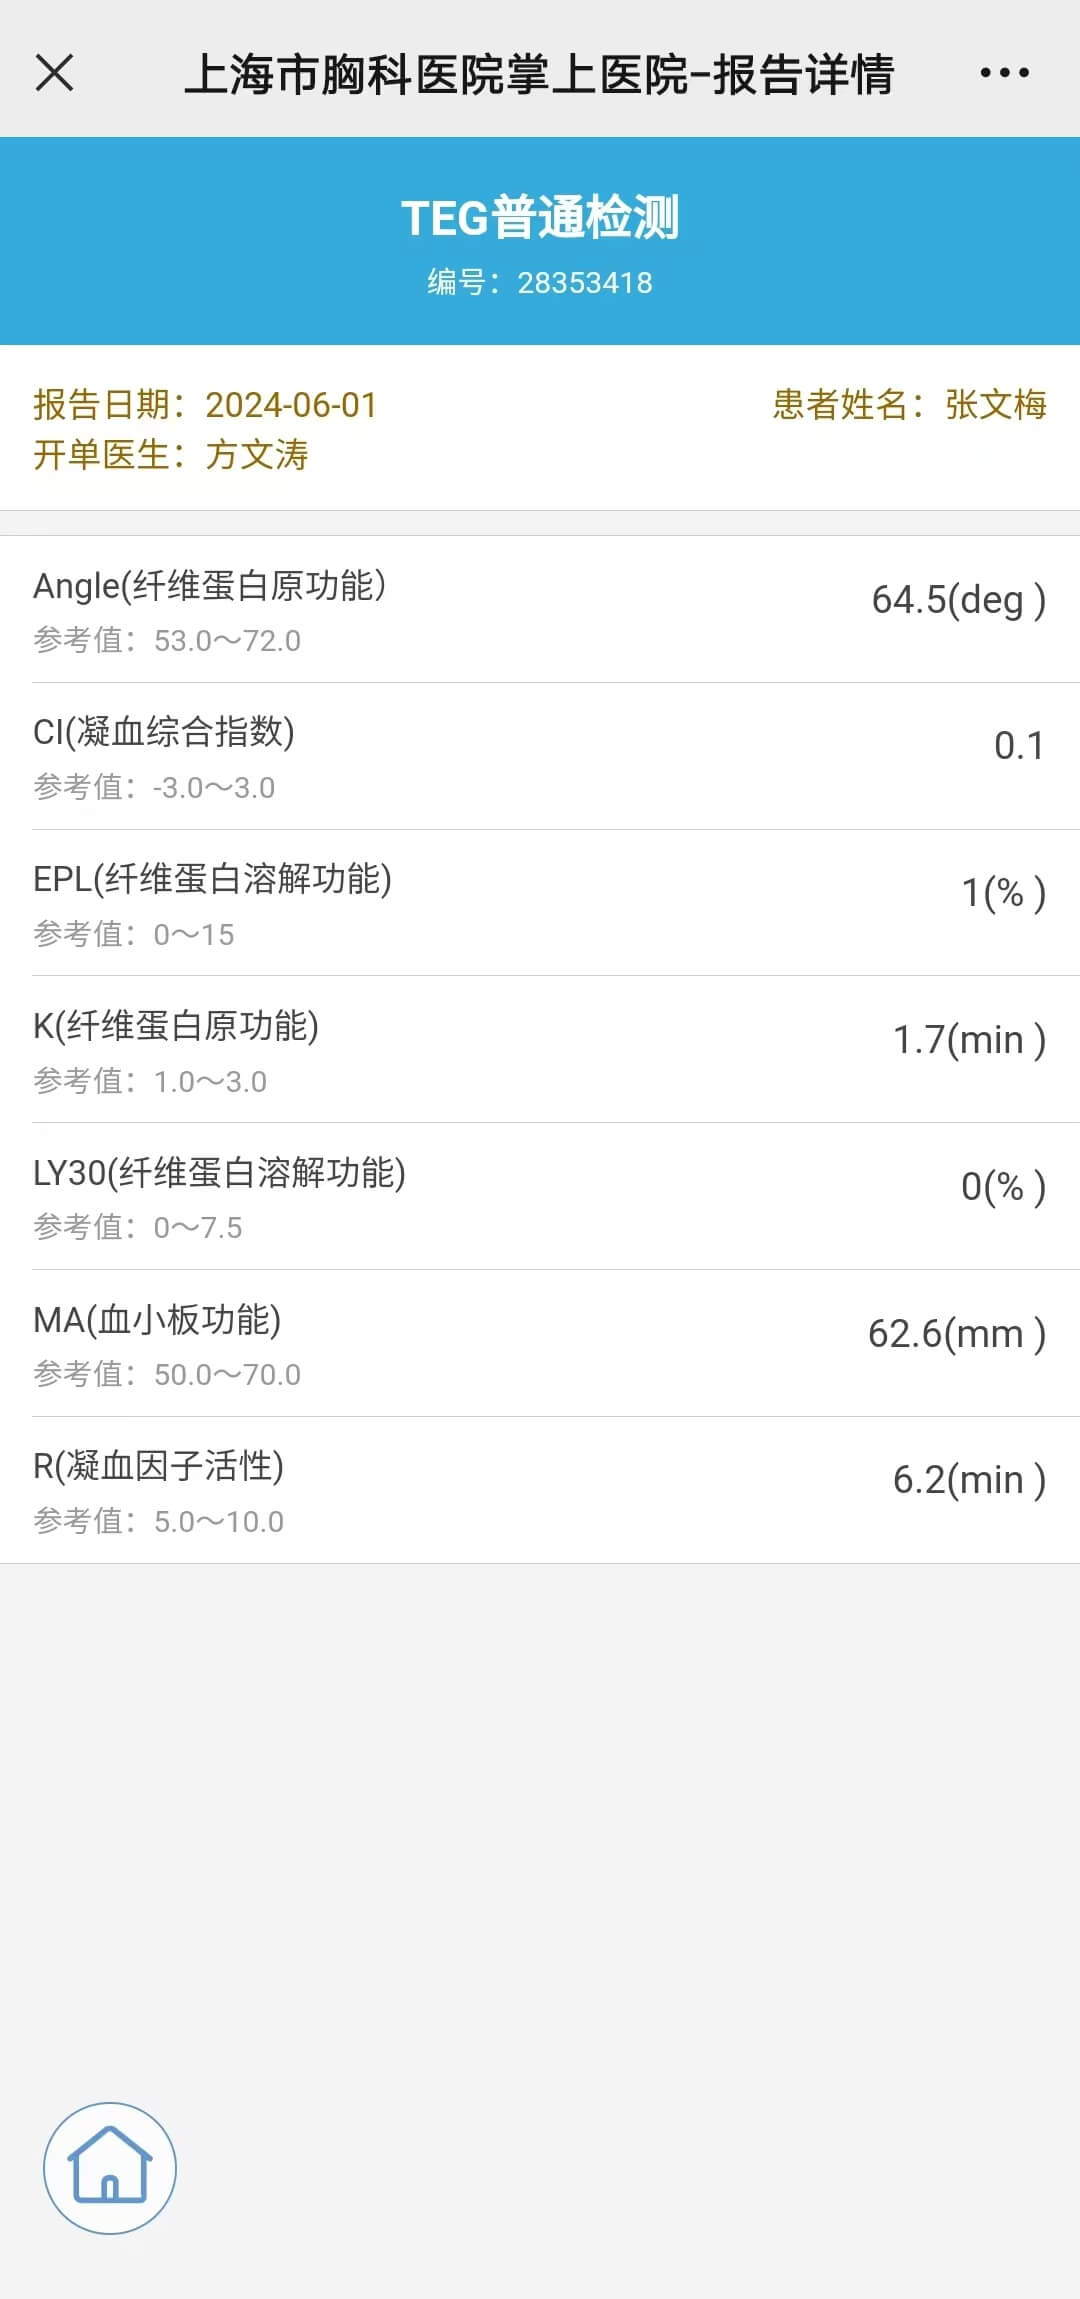 上海市胸科医院掌上医院-报告详情
TEG普通检测
编号：28353418
报告日期：2024-06-01 患者姓名：张文梅
开单医生：方文涛
Angle(纤维蛋白原功能）
64.5(deg )
参考值：53.0～72.0
CI(凝血综合指数)
0.1
参考值：-3.0～3.0
EPL(纤维蛋白溶解功能)
1(% )
参考值：0～15
K(纤维蛋白原功能)
1.7(min )
参考值：1.0～3.0
LY30(纤维蛋白溶解功能)
0(% )
参考值：0～7.5
MA(血小板功能)
62.6(mm )
参考值：50.0～70.0
R(凝血因子活性)
6.2(min )
参考值：5.0～10.0